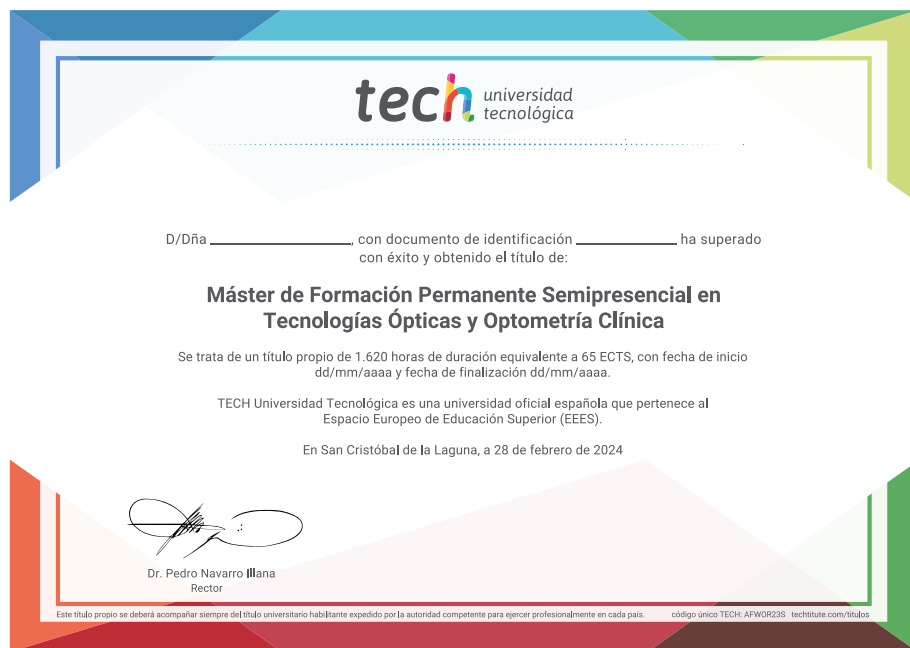 tech universidad
tecnológica
D/Dña ____________________, con documento de identificación ______________ ha superado
con éxito y obtenido el título de:
Máster de Formación Permanente Semipresencial en
Tecnologías Ópticas y Optometría Clínica
Se trata de un título propio de 1.620 horas de duración equivalente a 65 ECTS, con fecha de inicio
dd/mm/aaaa y fecha de finalización dd/mm/aaaa.
TECH Universidad Tecnológica es una universidad oficial española que pertenece al
Espacio Europeo de Educación Superior (EEES).
En San Cristóbal de la Laguna, a 28 de febrero de 2024
Dr. Pedro Navarro Illana
Rector
Este título propio se deberá acompañar siempre del título universitario habilitante expedido por la autoridad competente para ejercer profesionalmente en cada país. código único TECH: AFWOR23S techtitute.com/titulos